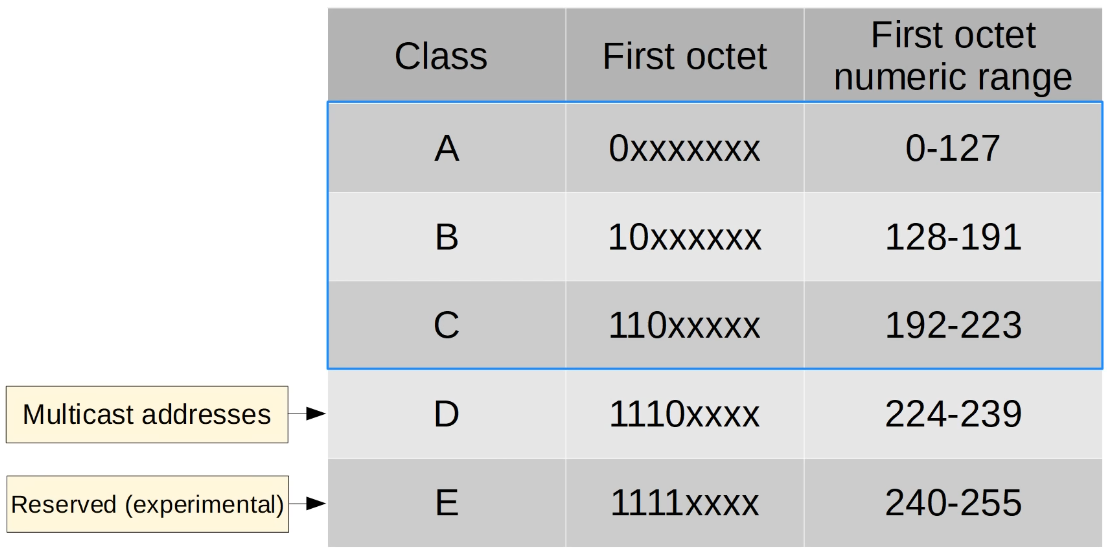 Class First octet First octet
numeric range
A 0xxxxxxx 0-127
B 10xxxxxx 128-191
C 110xxxxx 192-223
Multicast addresses D 1110xxxx 224-239
Reserved (experimental) E 1111xxxx 240-255